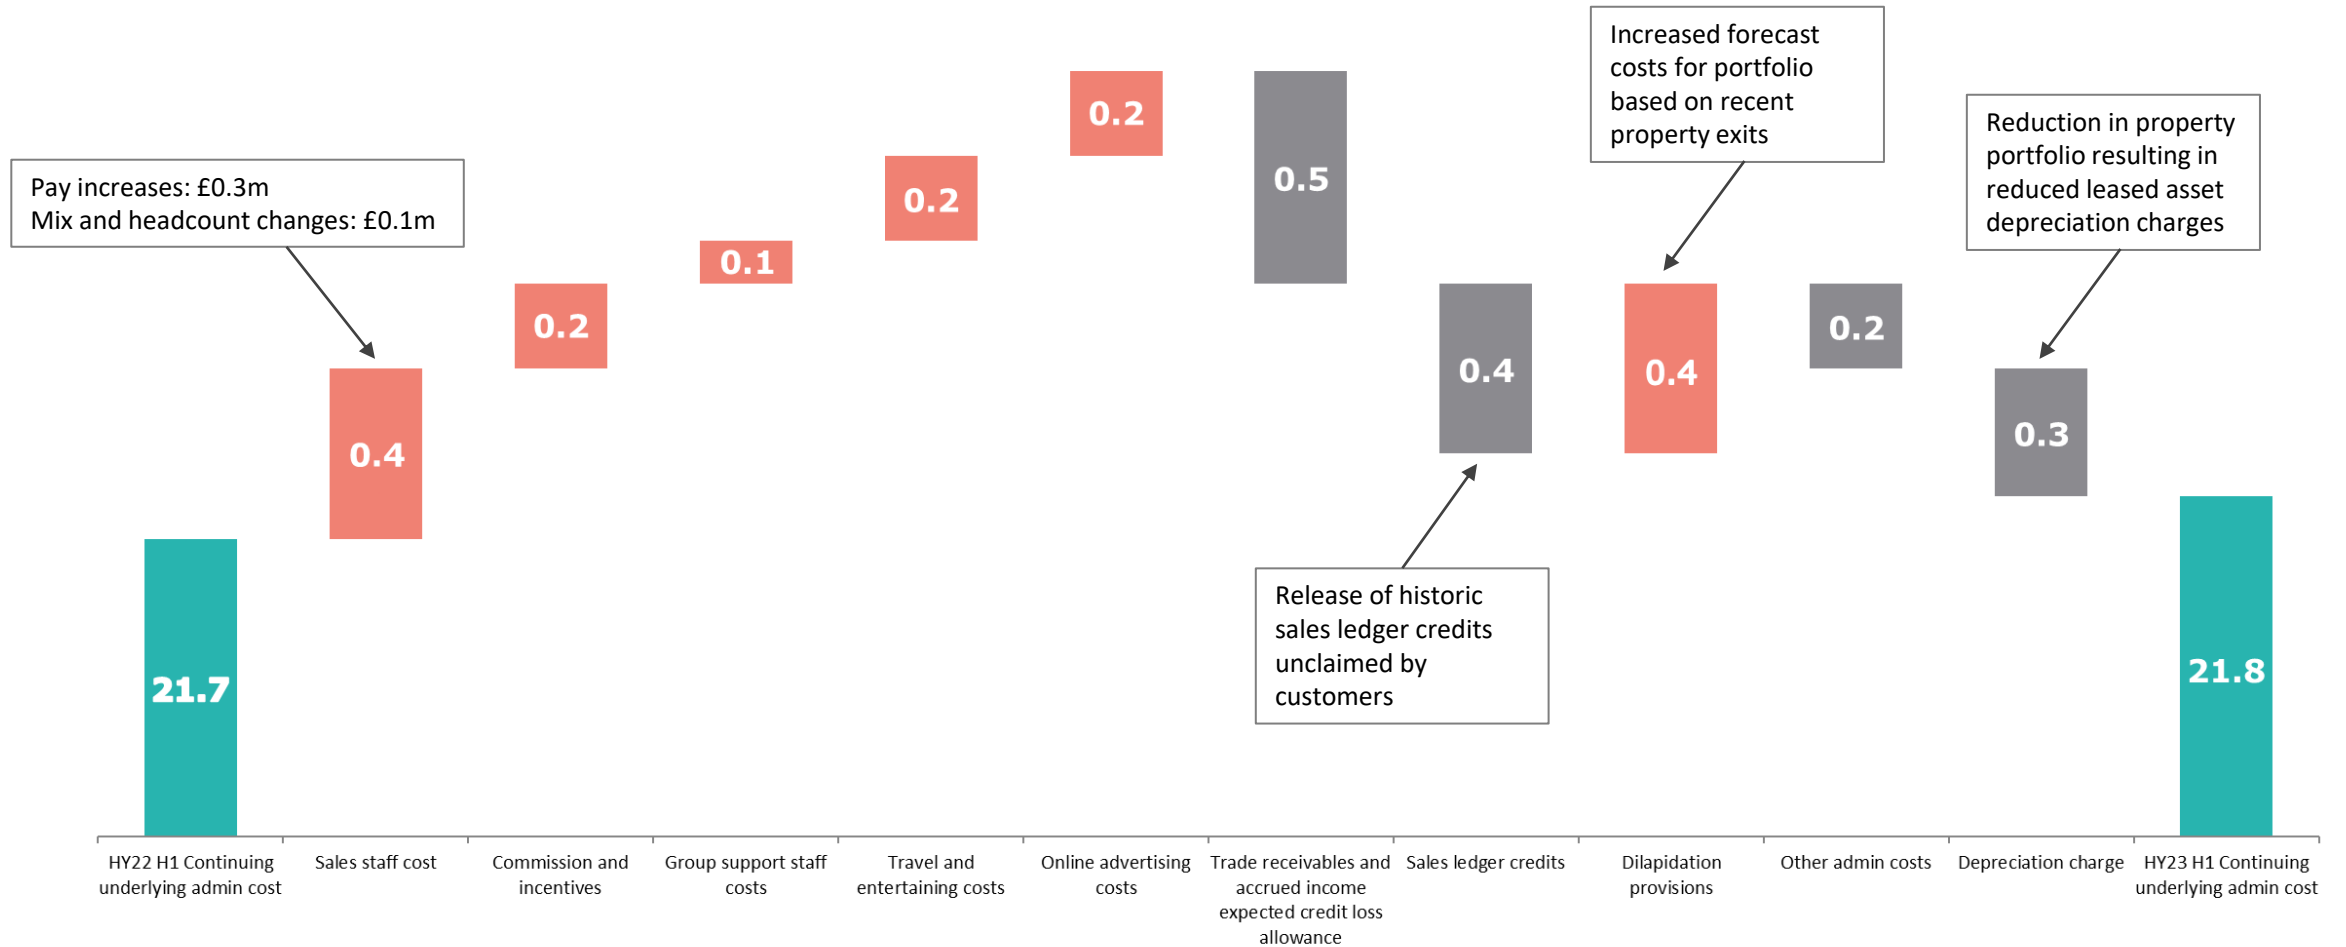 Increased forecast
costs for portfolio
based on recent
property exits
Reduction in property
portfolio resulting in
reduced leased asset
depreciation charges
Pay increases: £0.3m
Mix and headcount changes: £0.1m
Release of historic
sales ledger credits
unclaimed by
customers
21.7
0.4
0.2
0.1
0.2
0.2
0.5
0.4
0.4
0.2
0.3
21.8
HY22 H1 Continuing
underlying admin cost
Sales staff cost
Commission and
incentives
Group support staff
costs
Travel and
entertaining costs
Online advertising
costs
Trade receivables and
accrued income
expected credit loss
allowance
Sales ledger credits
Dilapidation
provisions
Other admin costs
Depreciation charge
HY23 H1 Continuing
underlying admin cost